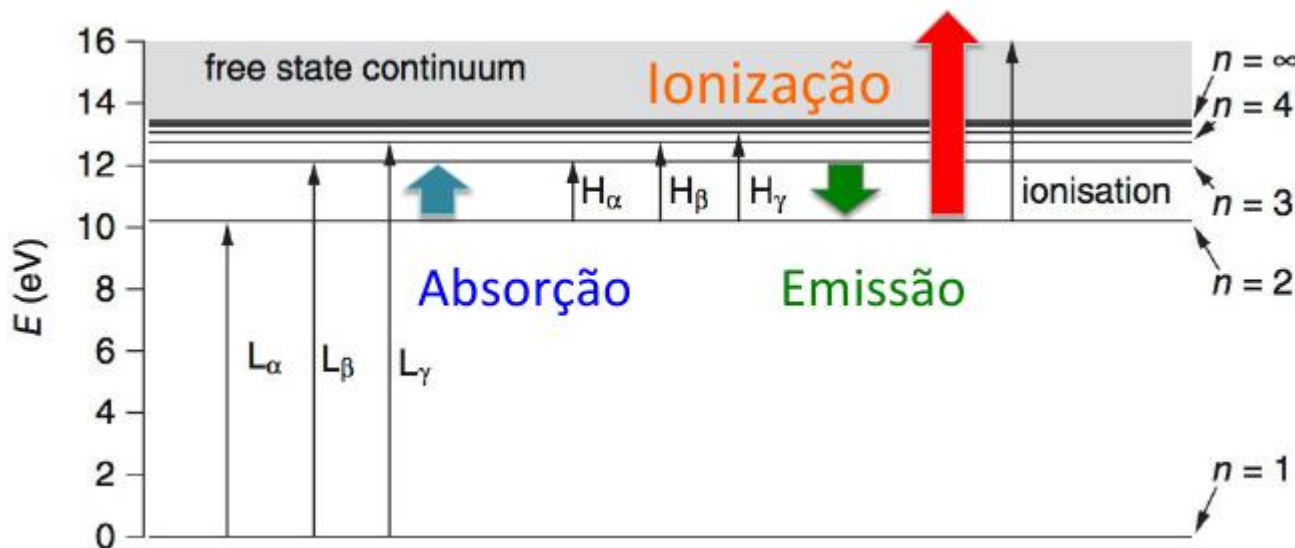 16
free state continuum
Ionização
n = ∞
14
n = 4
12
Hα
Hβ
Hγ
ionisation
n = 3
10
Absorção
Emissão
n = 2
8
E (eV)
6
Lα
Lβ
Lγ
4
2
n = 1
0